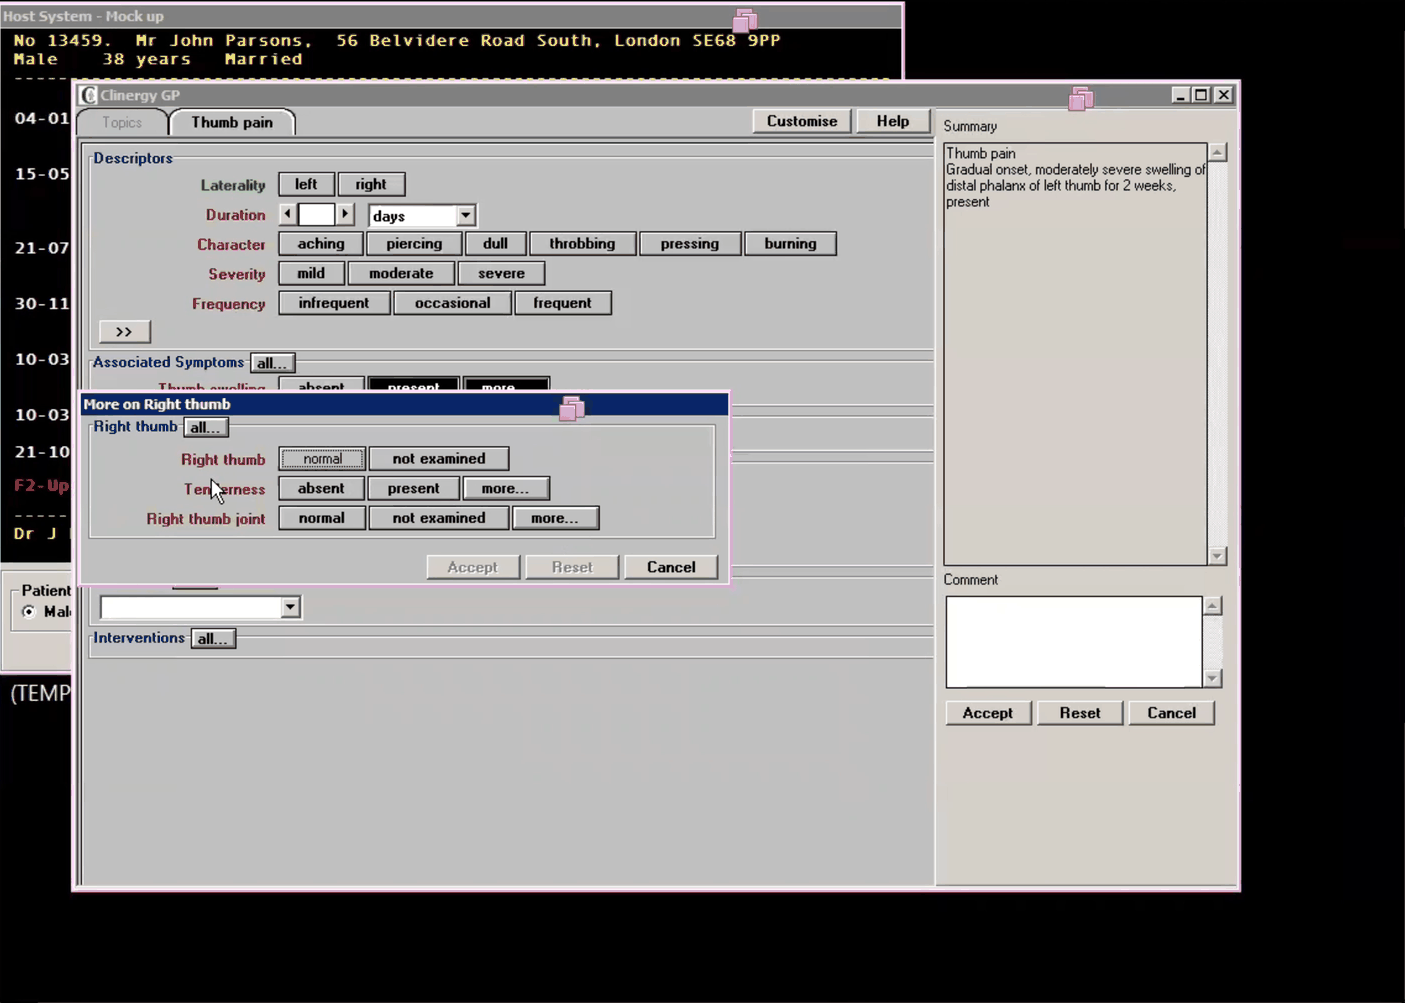 Host System - Mock up
No 13459. Mr John Parsons, 56 Belvidere Road South, London SE68 9PP
Male 38 years Married
04-01
15-05
21-07
30-11
10-03
10-03
21-10
F2-Up
Dr J
Patient
Male
(TEMP
Clinergy GP
Topics Thumb pain Customise Help
Descriptors
Laterality left right
Duration days
Character aching piercing dull throbbing pressing burning
Severity mild moderate severe
Frequency infrequent occasional frequent
>>
Associated Symptoms all...
Thumb swelling absent present more...
More on Right thumb
Right thumb all...
Right thumb normal not examined
Tenderness absent present more...
Right thumb joint normal not examined more...
Accept Reset Cancel
Interventions all...
Summary
Thumb pain
Gradual onset, moderately severe swelling of
distal phalanx of left thumb for 2 weeks,
present
Comment
Accept Reset Cancel